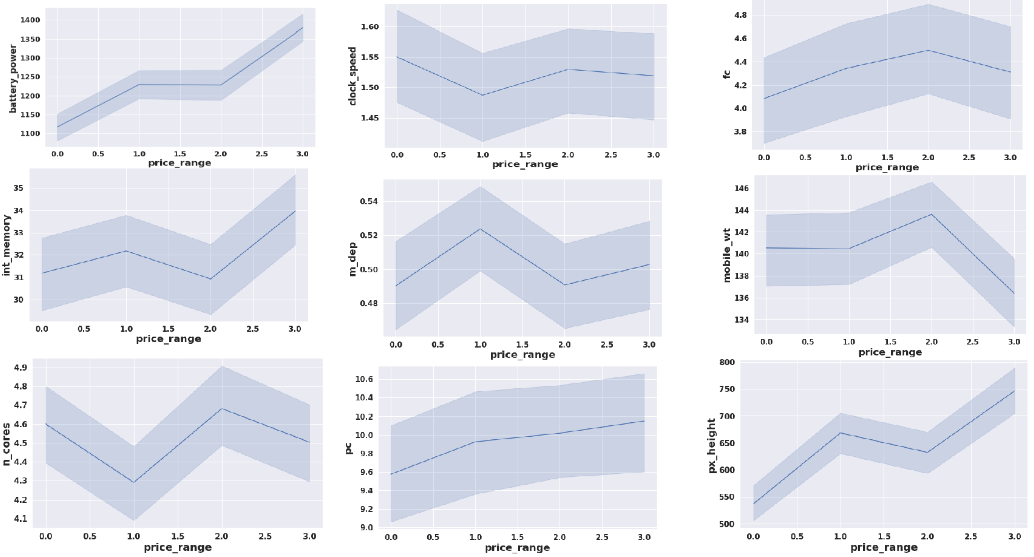 battery_power
1400
1350
1300
1250
1200
1150
1100
0.0 0.5 1.0 1.5 2.0 2.5 3.0
price_range
clock_speed
1.60
1.55
1.50
1.45
0.0 0.5 1.0 1.5 2.0 2.5 3.0
price_range
fc
4.8
4.6
4.4
4.2
4.0
3.8
0.0 0.5 1.0 1.5 2.0 2.5 3.0
price_range
int_memory
35
34
33
32
31
30
0.0 0.5 1.0 1.5 2.0 2.5 3.0
price_range
m_dep
0.54
0.52
0.50
0.48
0.0 0.5 1.0 1.5 2.0 2.5 3.0
price_range
mobile_wt
146
144
142
140
138
136
134
0.0 0.5 1.0 1.5 2.0 2.5 3.0
price_range
n_cores
4.9
4.8
4.7
4.6
4.5
4.4
4.3
4.2
4.1
0.0 0.5 1.0 1.5 2.0 2.5 3.0
price_range
pc
10.6
10.4
10.2
10.0
9.8
9.6
9.4
9.2
9.0
0.0 0.5 1.0 1.5 2.0 2.5 3.0
price_range
px_height
800
750
700
650
600
550
500
0.0 0.5 1.0 1.5 2.0 2.5 3.0
price_range